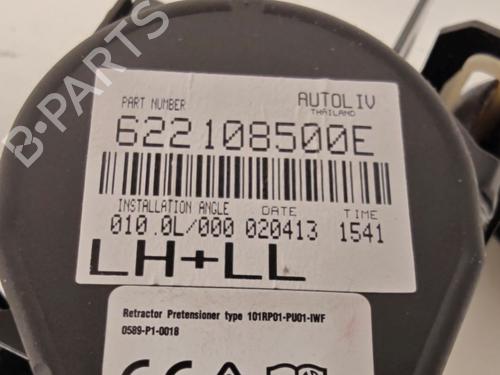 PART NUMBER
AUTOLIV
THAILAND
622108500E
INSTALLATION ANGLE DATE TIME
010.0L/000 020413 1541
LH+LL
Retractor Pretensioner type 101RP01-PU01-IWF
0589-P1-0018